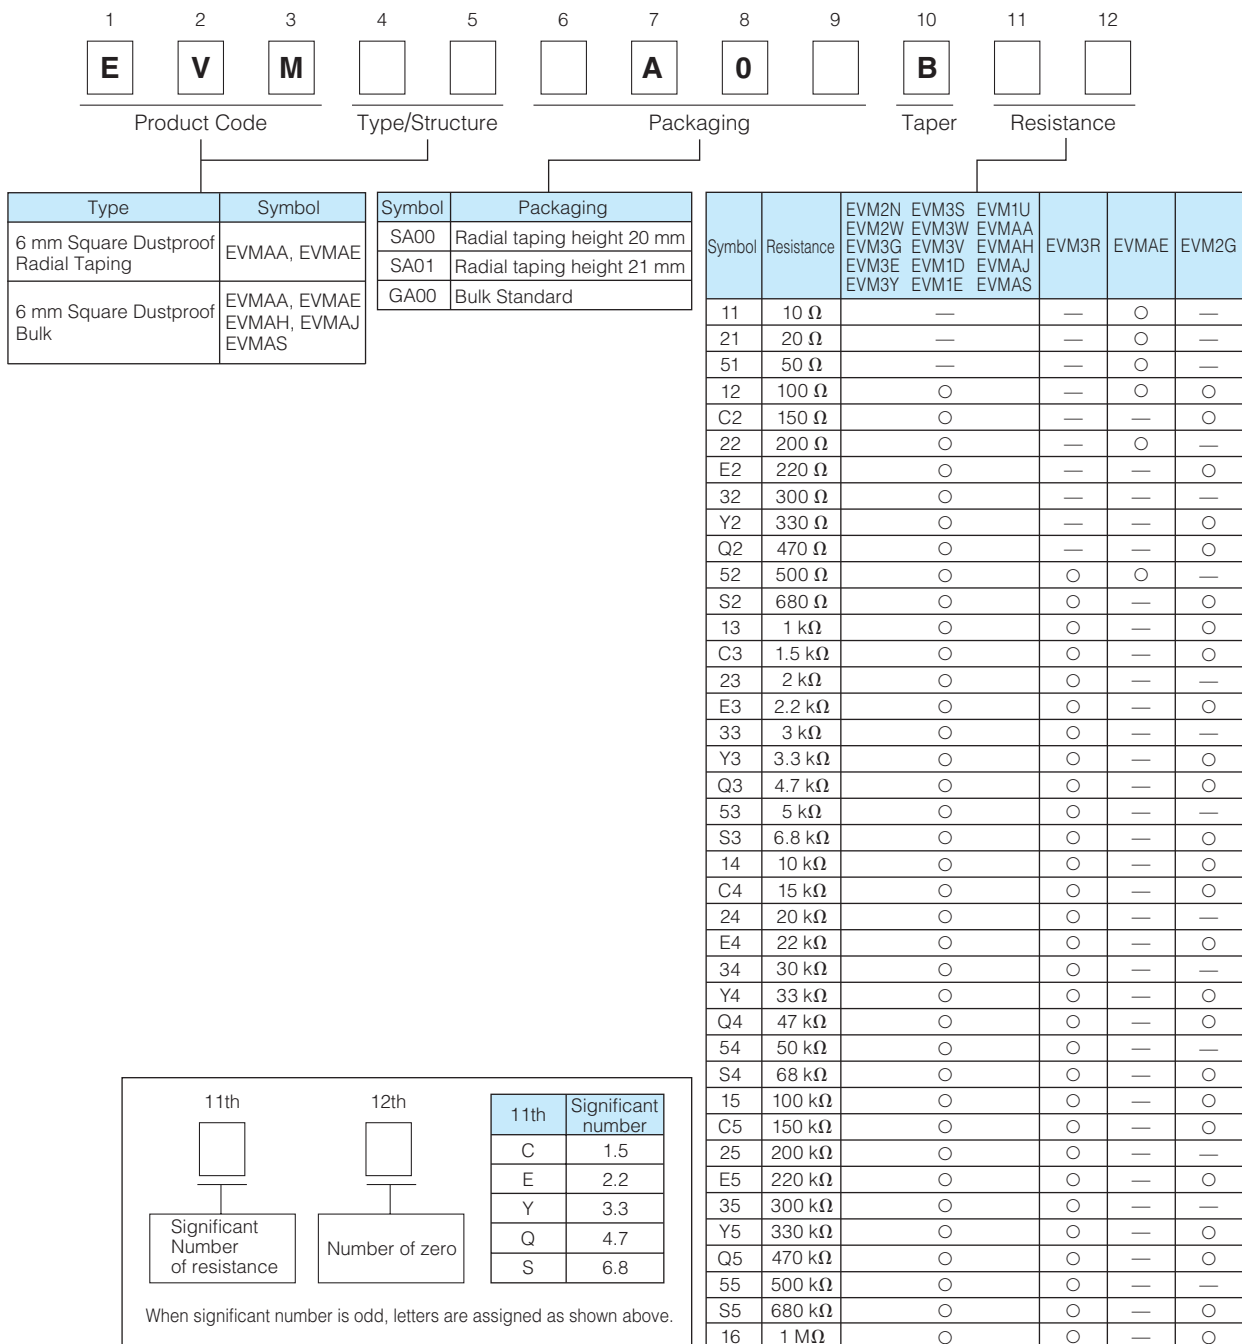 1 2 3 4 5 6 7 8 9 10 11 12
E V M A 0 B
Product Code Type/Structure Packaging Taper Resistance
Type Symbol
6 mm Square Dustproof Radial Taping EVMAA, EVMAE
6 mm Square Dustproof Bulk EVMAA, EVMAE EVMAH, EVMAJ EVMAS
Symbol Packaging
SA00 Radial taping height 20 mm
SA01 Radial taping height 21 mm
GA00 Bulk Standard
Symbol Resistance EVM2N EVM3S EVM1U EVM2W EVM3W EVMAA EVM3G EVM3V EVMAH EVM3E EVM1D EVMAJ EVM3Y EVM1E EVMAS EVM3R EVMAE EVM2G
11 10 Ω — — ○ —
21 20 Ω — — ○ —
51 50 Ω — — ○ —
12 100 Ω ○ — ○ ○
C2 150 Ω ○ — — ○
22 200 Ω ○ — ○ —
E2 220 Ω ○ — — ○
32 300 Ω ○ — — —
Y2 330 Ω ○ — — ○
Q2 470 Ω ○ — — ○
52 500 Ω ○ ○ ○ —
S2 680 Ω ○ ○ — ○
13 1 kΩ ○ ○ — ○
C3 1.5 kΩ ○ ○ — ○
23 2 kΩ ○ ○ — —
E3 2.2 kΩ ○ ○ — ○
33 3 kΩ ○ ○ — —
Y3 3.3 kΩ ○ ○ — ○
Q3 4.7 kΩ ○ ○ — ○
53 5 kΩ ○ ○ — —
S3 6.8 kΩ ○ ○ — ○
14 10 kΩ ○ ○ — ○
C4 15 kΩ ○ ○ — ○
24 20 kΩ ○ ○ — —
E4 22 kΩ ○ ○ — ○
34 30 kΩ ○ ○ — —
Y4 33 kΩ ○ ○ — ○
Q4 47 kΩ ○ ○ — ○
54 50 kΩ ○ ○ — —
S4 68 kΩ ○ ○ — ○
15 100 kΩ ○ ○ — ○
C5 150 kΩ ○ ○ — ○
25 200 kΩ ○ ○ — —
E5 220 kΩ ○ ○ — ○
35 300 kΩ ○ ○ — —
Y5 330 kΩ ○ ○ — ○
Q5 470 kΩ ○ ○ — ○
55 500 kΩ ○ ○ — —
S5 680 kΩ ○ ○ — ○
16 1 MΩ ○ ○ — ○
11th 12th
Significant
Number
of resistance
Number of zero
11th Significant number
C 1.5
E 2.2
Y 3.3
Q 4.7
S 6.8
When significant number is odd, letters are assigned as shown above.